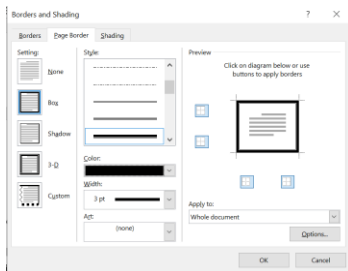 Borders and Shading ? ×
Borders Page Border Shading
Setting:
None
Box
Shadow
3-D
Custom
Style:
Color:
Width:
3 pt
Art:
(none)
Preview
Click on diagram below or use
buttons to apply borders
Apply to:
Whole document
Options...
OK Cancel